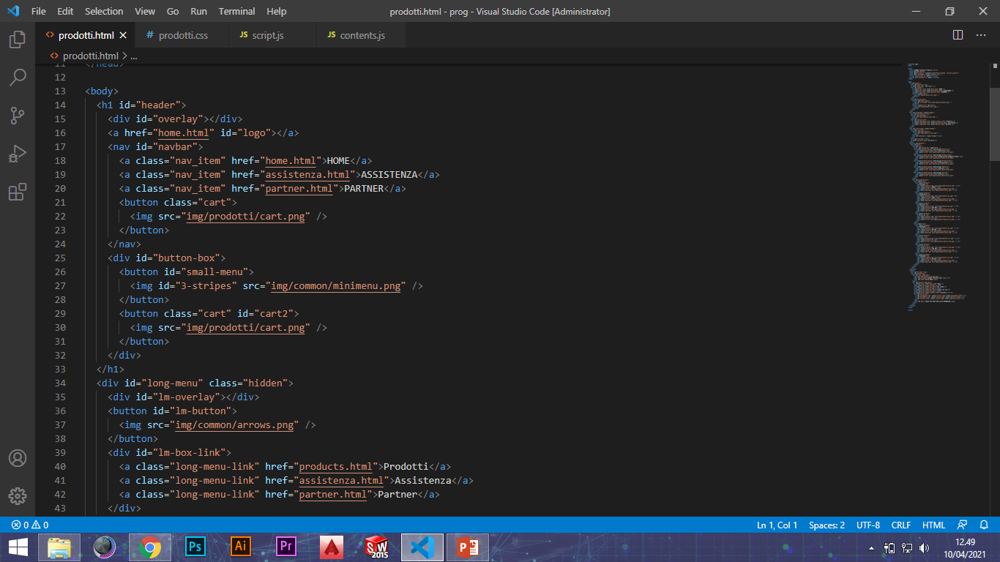 File Edit Selection View Go Run Terminal Help prodotti.html - prog - Visual Studio Code [Administrator]
<> prodotti.html × # prodotti.css JS script.js JS contents.js ...
<> prodotti.html > ...
11 </head>
12
13 <body>
14 <h1 id="header">
15 <div id="overlay"></div>
16 <a href="home.html" id="logo"></a>
17 <nav id="navbar">
18 <a class="nav_item" href="home.html">HOME</a>
19 <a class="nav_item" href="assistenza.html">ASSISTENZA</a>
20 <a class="nav_item" href="partner.html">PARTNER</a>
21 <button class="cart">
22 <img src="img/prodotti/cart.png" />
23 </button>
24 </nav>
25 <div id="button-box">
26 <button id="small-menu">
27 <img id="3-stripes" src="img/common/minimenu.png" />
28 </button>
29 <button class="cart" id="cart2">
30 <img src="img/prodotti/cart.png" />
31 </button>
32 </div>
33 </h1>
34 <div id="long-menu" class="hidden">
35 <div id="lm-overlay"></div>
36 <button id="lm-button">
37 <img src="img/common/arrows.png" />
38 </button>
39 <div id="lm-box-link">
40 <a class="long-menu-link" href="products.html">Prodotti</a>
41 <a class="long-menu-link" href="assistenza.html">Assistenza</a>
42 <a class="long-menu-link" href="partner.html">Partner</a>
43 </div>
0 0 Ln 1, Col 1 Spaces: 2 UTF-8 CRLF HTML
Ps Ai Pr SW 2015 P 12.49
10/04/2021